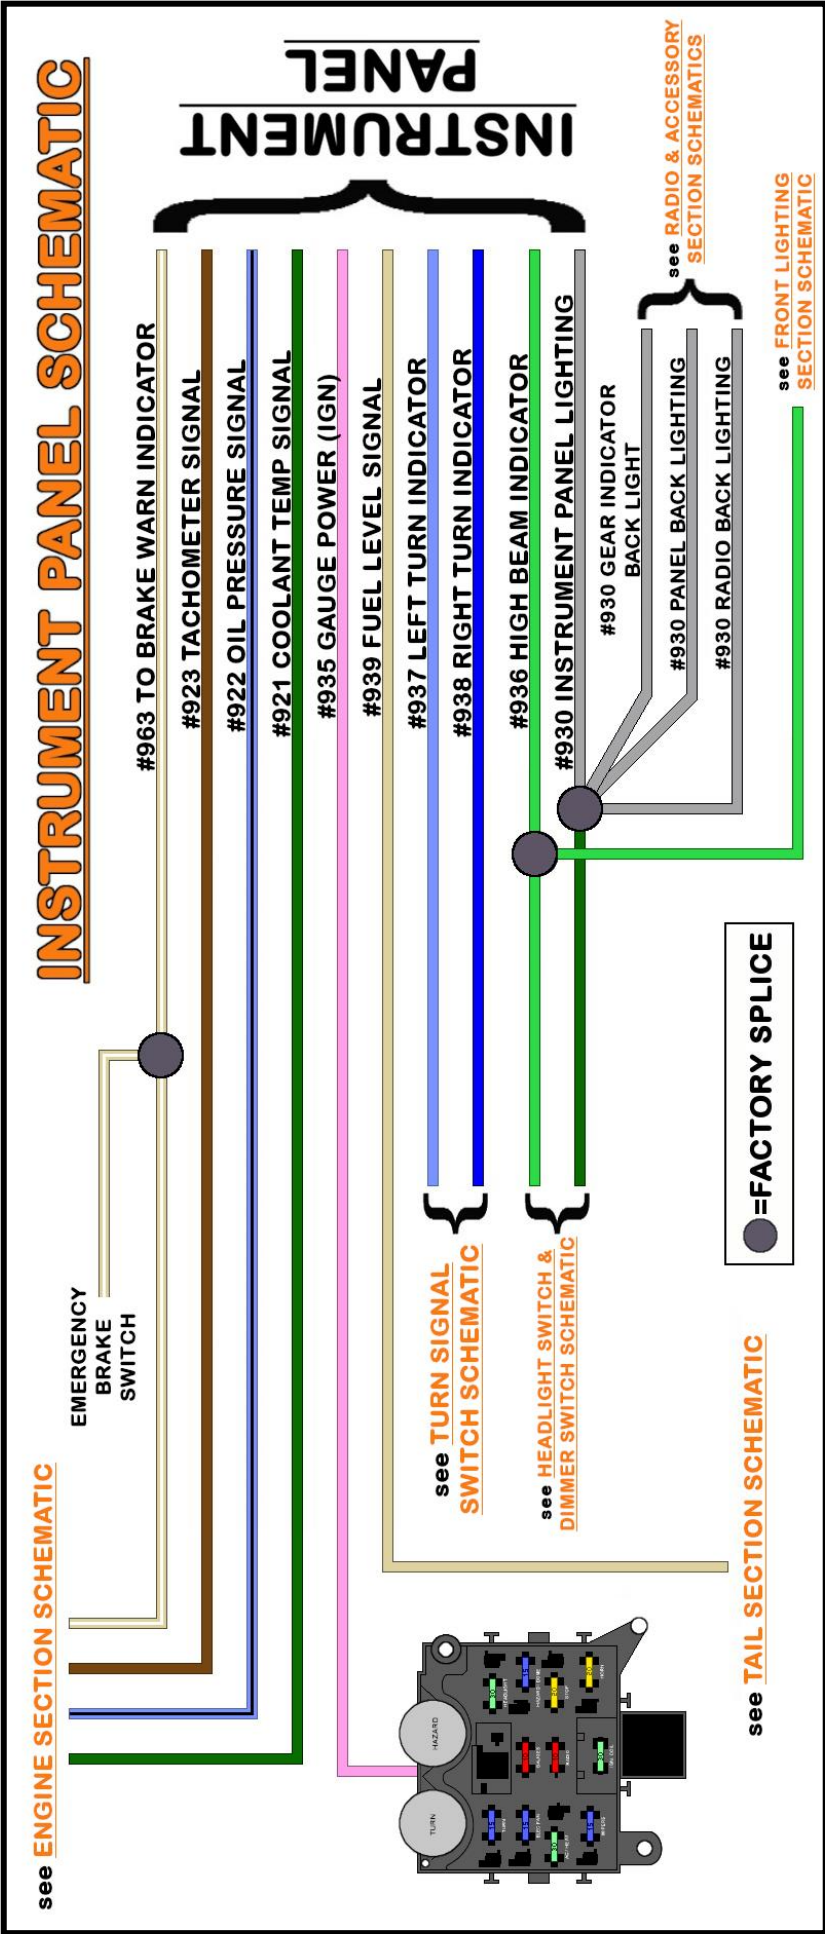 INSTRUMENT PANEL SCHEMATIC
INSTRUMENT
PANEL
#963 TO BRAKE WARN INDICATOR
#923 TACHOMETER SIGNAL
#922 OIL PRESSURE SIGNAL
#921 COOLANT TEMP SIGNAL
#935 GAUGE POWER (IGN)
#939 FUEL LEVEL SIGNAL
#937 LEFT TURN INDICATOR
#938 RIGHT TURN INDICATOR
#936 HIGH BEAM INDICATOR
#930 INSTRUMENT PANEL LIGHTING
#930 GEAR INDICATOR
BACK LIGHT
#930 PANEL BACK LIGHTING
#930 RADIO BACK LIGHTING
see RADIO & ACCESSORY
SECTION SCHEMATICS
see FRONT LIGHTING
SECTION SCHEMATIC
EMERGENCY
BRAKE
SWITCH
see ENGINE SECTION SCHEMATIC
see TURN SIGNAL
SWITCH SCHEMATIC
see HEADLIGHT SWITCH &
DIMMER SWITCH SCHEMATIC
=FACTORY SPLICE
see TAIL SECTION SCHEMATIC
HAZARD
TURN